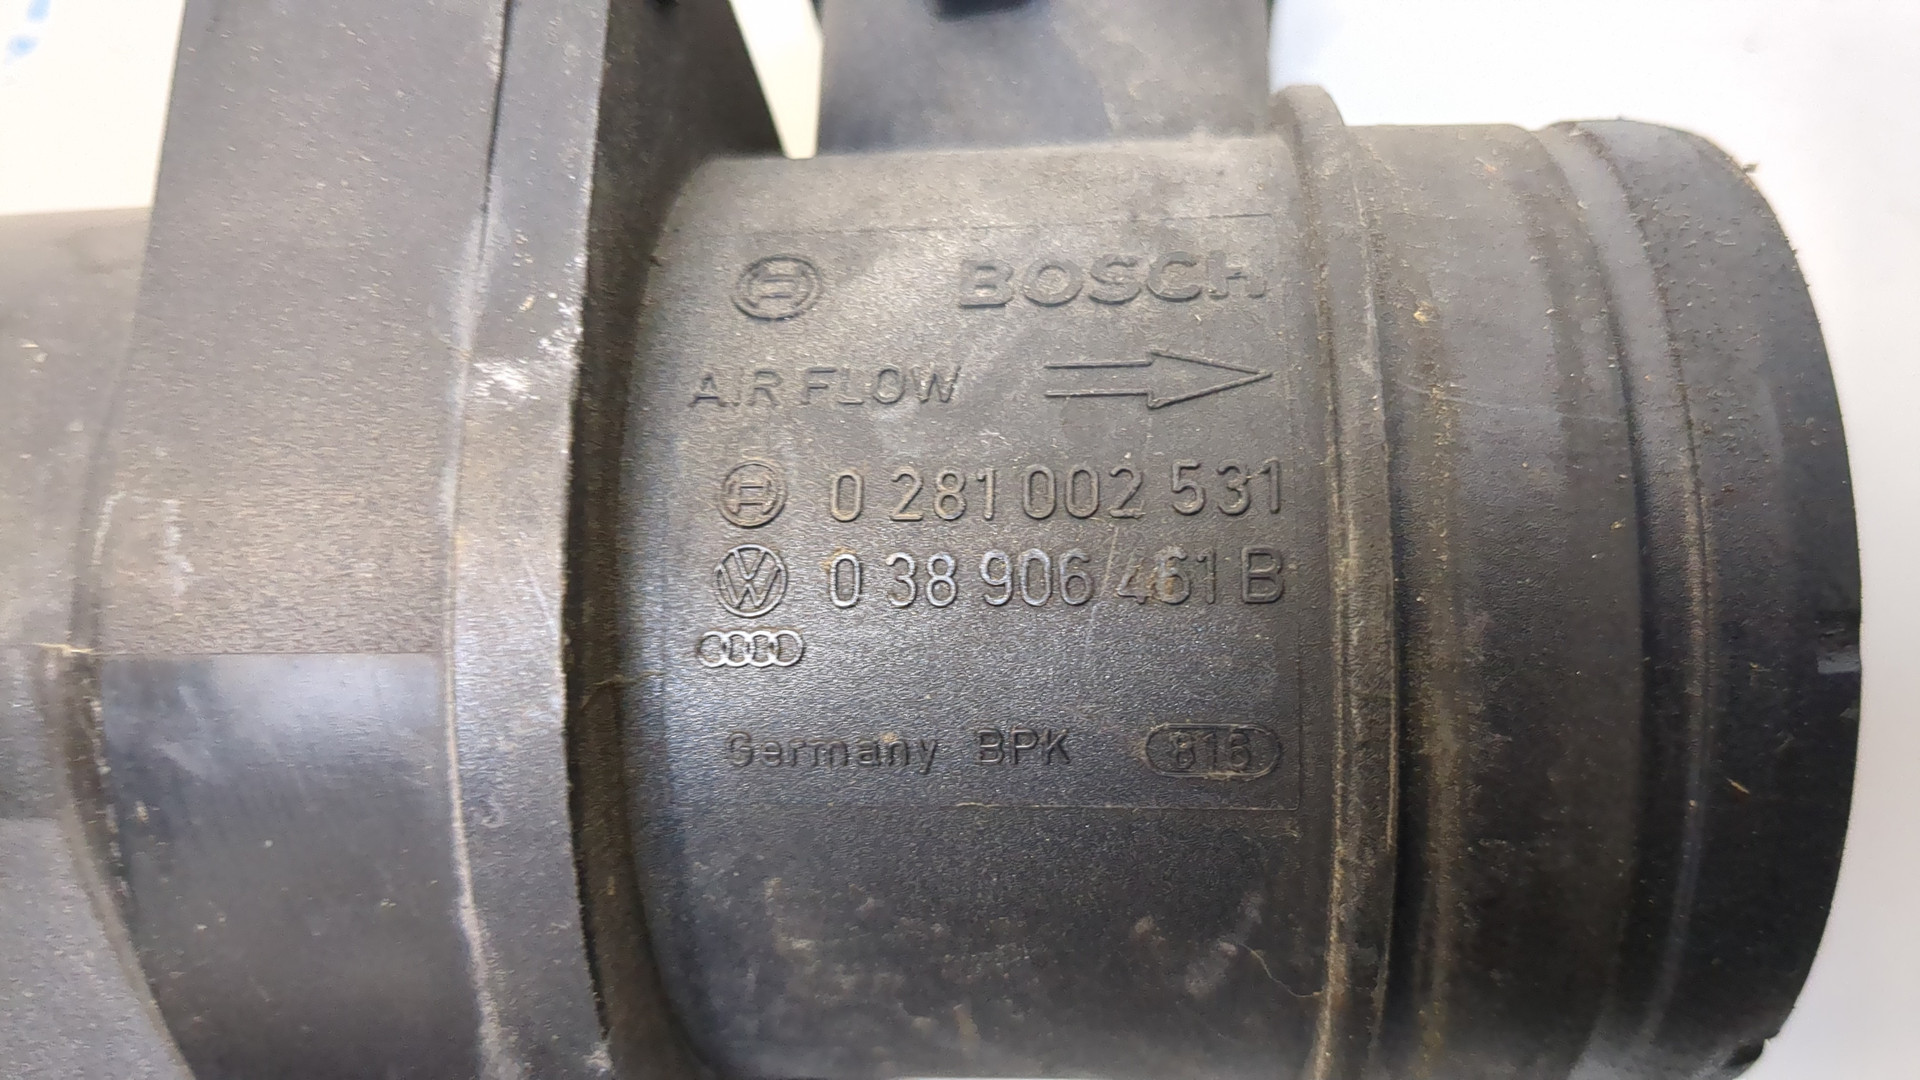 BOSCH
AIR FLOW
0 281 002 531
0 38 906 461 B
Germany BPK 816